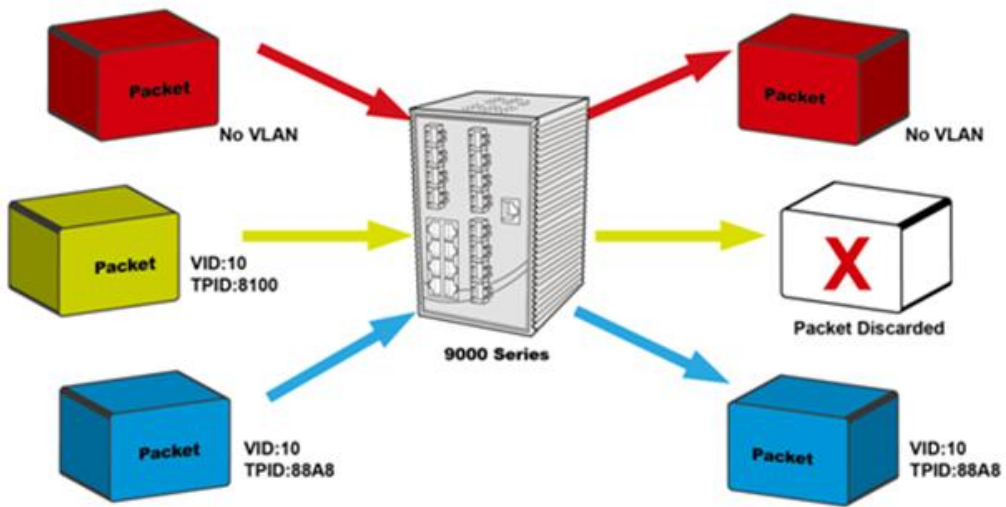 Packet
No VLAN
Packet
No VLAN
Packet
VID:10
TPID:8100
X
Packet Discarded
9000 Series
Packet
VID:10
TPID:88A8
Packet
VID:10
TPID:88A8